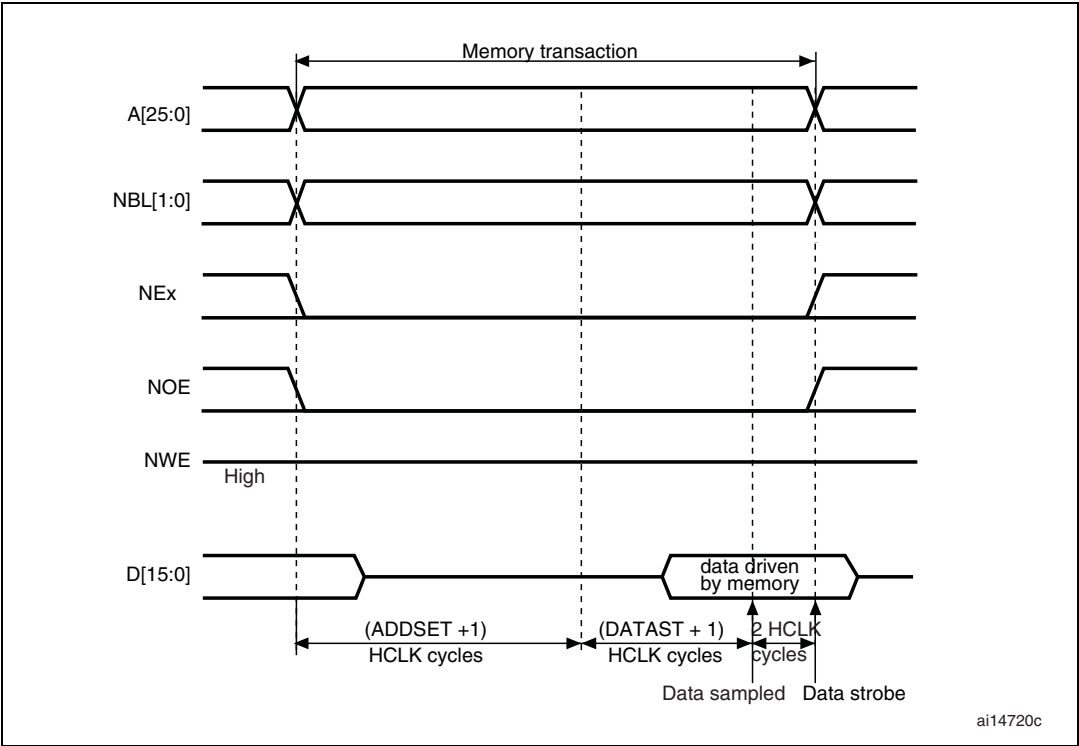 Memory transaction
A[25:0]
NBL[1:0]
NEx
NOE
NWE
High
D[15:0]
data driven
by memory
(ADDSET +1)
HCLK cycles
(DATAST + 1)
HCLK cycles
2 HCLK
cycles
Data sampled
Data strobe
ai14720c